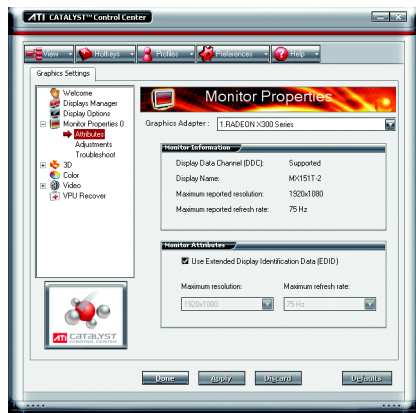 ATI CATALYST™ Control Center
View Hotkeys Profiles Preferences Help
Graphics Settings
Welcome
Displays Manager
Display Options
Monitor Properties 0
Attributes
Adjustments
Troubleshoot
3D
Color
Video
VPU Recover
Monitor Properties
Graphics Adapter : 1.RADEON X300 Series
Monitor Information
Display Data Channel (DDC): Supported
Display Name: MX151T-2
Maximum reported resolution: 1920x1080
Maximum reported refresh rate: 75 Hz
Monitor Attributes
Use Extended Display Identification Data (EDID)
Maximum resolution: Maximum refresh rate:
1920x1080 75 Hz
ATI CATALYST
CONTROL CENTER
Done Apply Discard Defaults